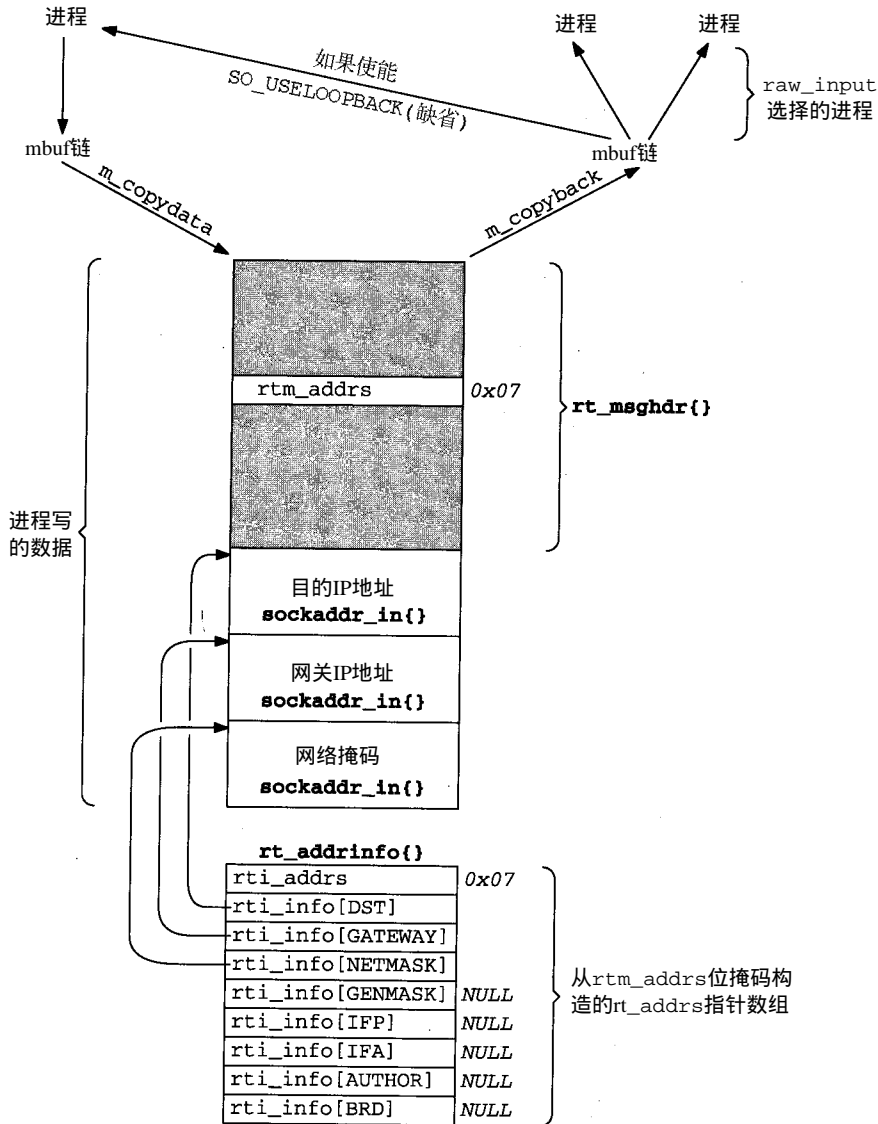 进程
进程
进程
如果使能
SO_USELOOPBACK(缺省)
raw_input
选择的进程
mbuf链
mbuf链
m_copydata
m_copyback
rtm_addrs
0x07
rt_msghdr{}
进程写
的数据
目的IP地址
sockaddr_in{}
网关IP地址
sockaddr_in{}
网络掩码
sockaddr_in{}
rt_addrinfo{}
rti_addrs
0x07
rti_info[DST]
rti_info[GATEWAY]
rti_info[NETMASK]
rti_info[GENMASK]
NULL
rti_info[IFP]
NULL
rti_info[IFA]
NULL
rti_info[AUTHOR]
NULL
rti_info[BRD]
NULL
从rtm_addrs位掩码构
造的rt_addrs指针数组